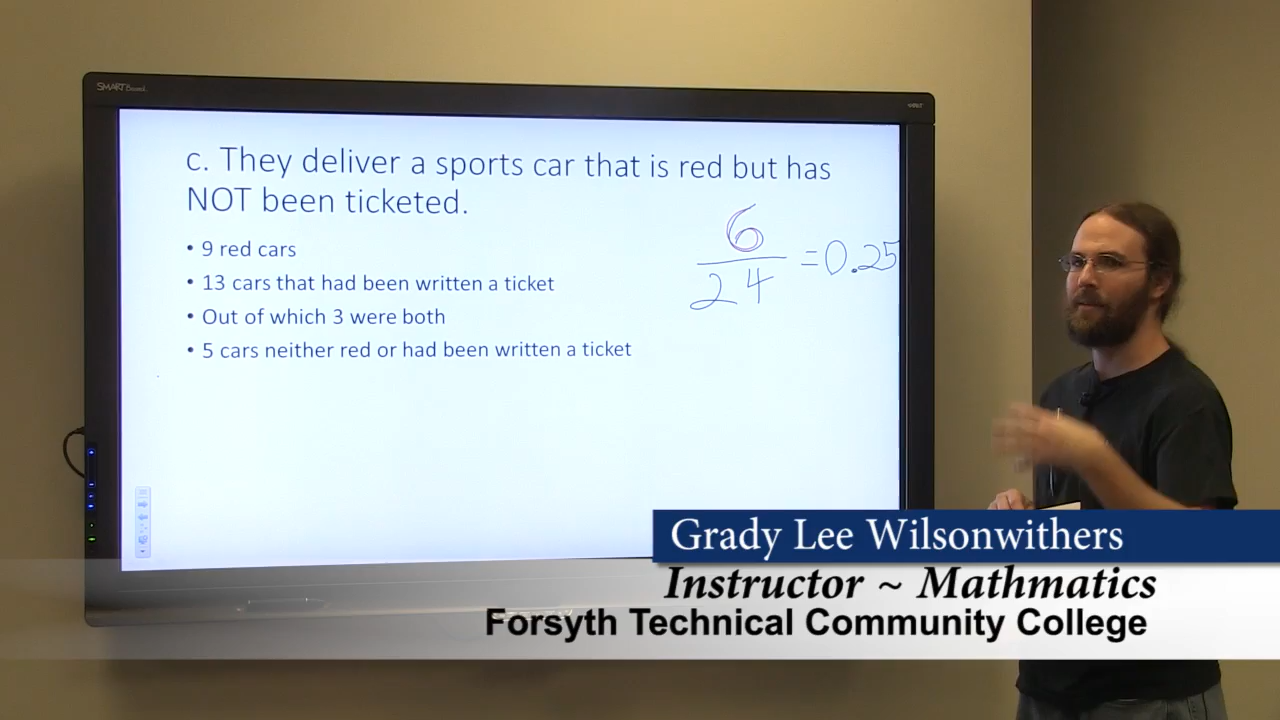 SMART Board
c. They deliver a sports car that is red but has
NOT been ticketed.
• 9 red cars
• 13 cars that had been written a ticket
• Out of which 3 were both
• 5 cars neither red or had been written a ticket
6
24
=0.25
Grady Lee Wilsonwithers
Instructor ~ Mathmatics
Forsyth Technical Community College